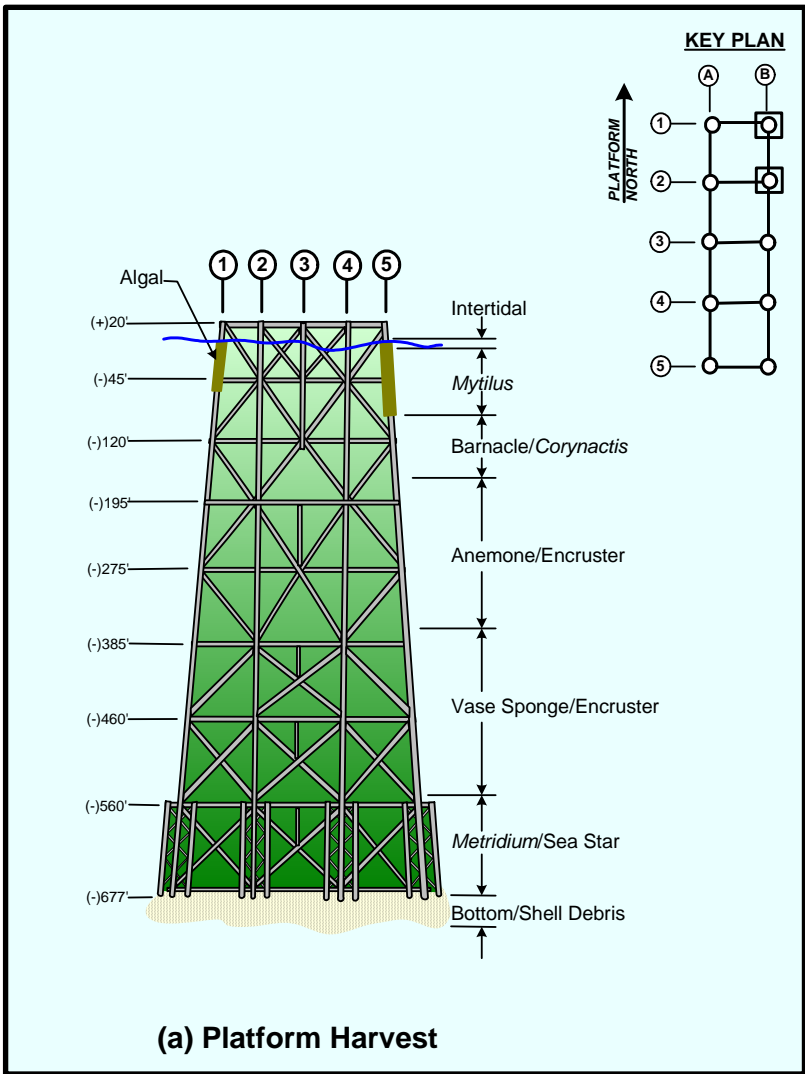 KEY PLAN
A B
PLATFORM
NORTH
1
2
3
4
5
1 2 3 4 5
Algal
(+)20'
(-)45'
(-)120'
(-)195'
(-)275'
(-)385'
(-)460'
(-)560'
(-)677'
Intertidal
Mytilus
Barnacle/Corynactis
Anemone/Encruster
Vase Sponge/Encruster
Metridium/Sea Star
Bottom/Shell Debris
(a) Platform Harvest